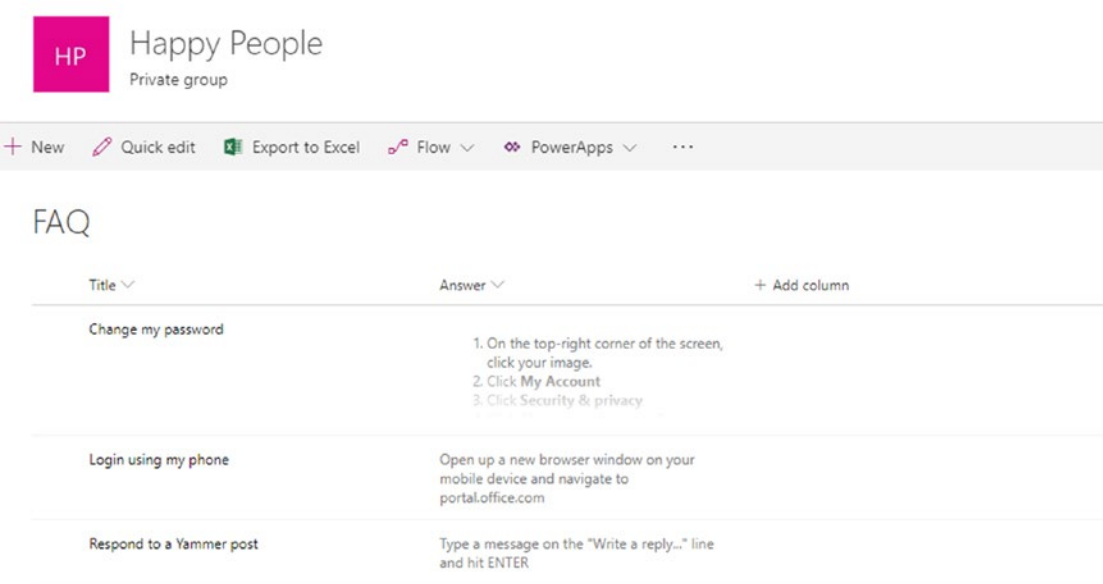 HP
Happy People
Private group
+ New Quick edit Export to Excel Flow PowerApps ...
FAQ
Title Answer + Add column
Change my password
1. On the top-right corner of the screen,
click your image.
2. Click My Account
3. Click Security & privacy
Login using my phone
Open up a new browser window on your
mobile device and navigate to
portal.office.com
Respond to a Yammer post
Type a message on the "Write a reply..." line
and hit ENTER